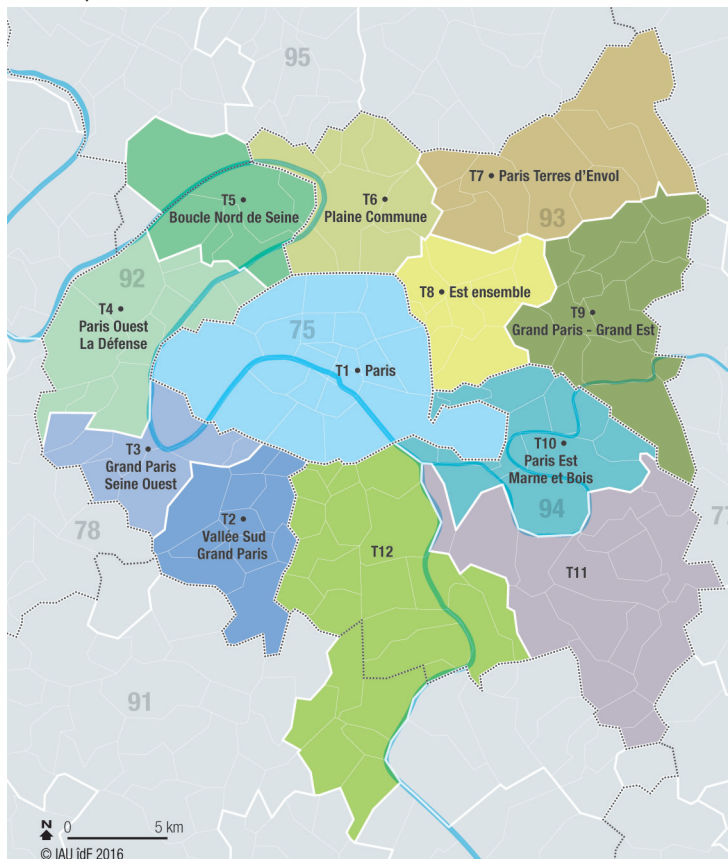 95
T7 • Paris Terres d'Envol
T5 •
Boucle Nord de Seine
T6 •
Plaine Commune
93
92
T8 • Est ensemble
T9 •
Grand Paris - Grand Est
T4 •
Paris Ouest
La Défense
75
T1 • Paris
T3 •
Grand Paris
Seine Ouest
T10 •
Paris Est
Marne et Bois
94
78
T2 •
Vallée Sud
Grand Paris
77
T12
T11
91
N 0 5 km
© IAU îdF 2016